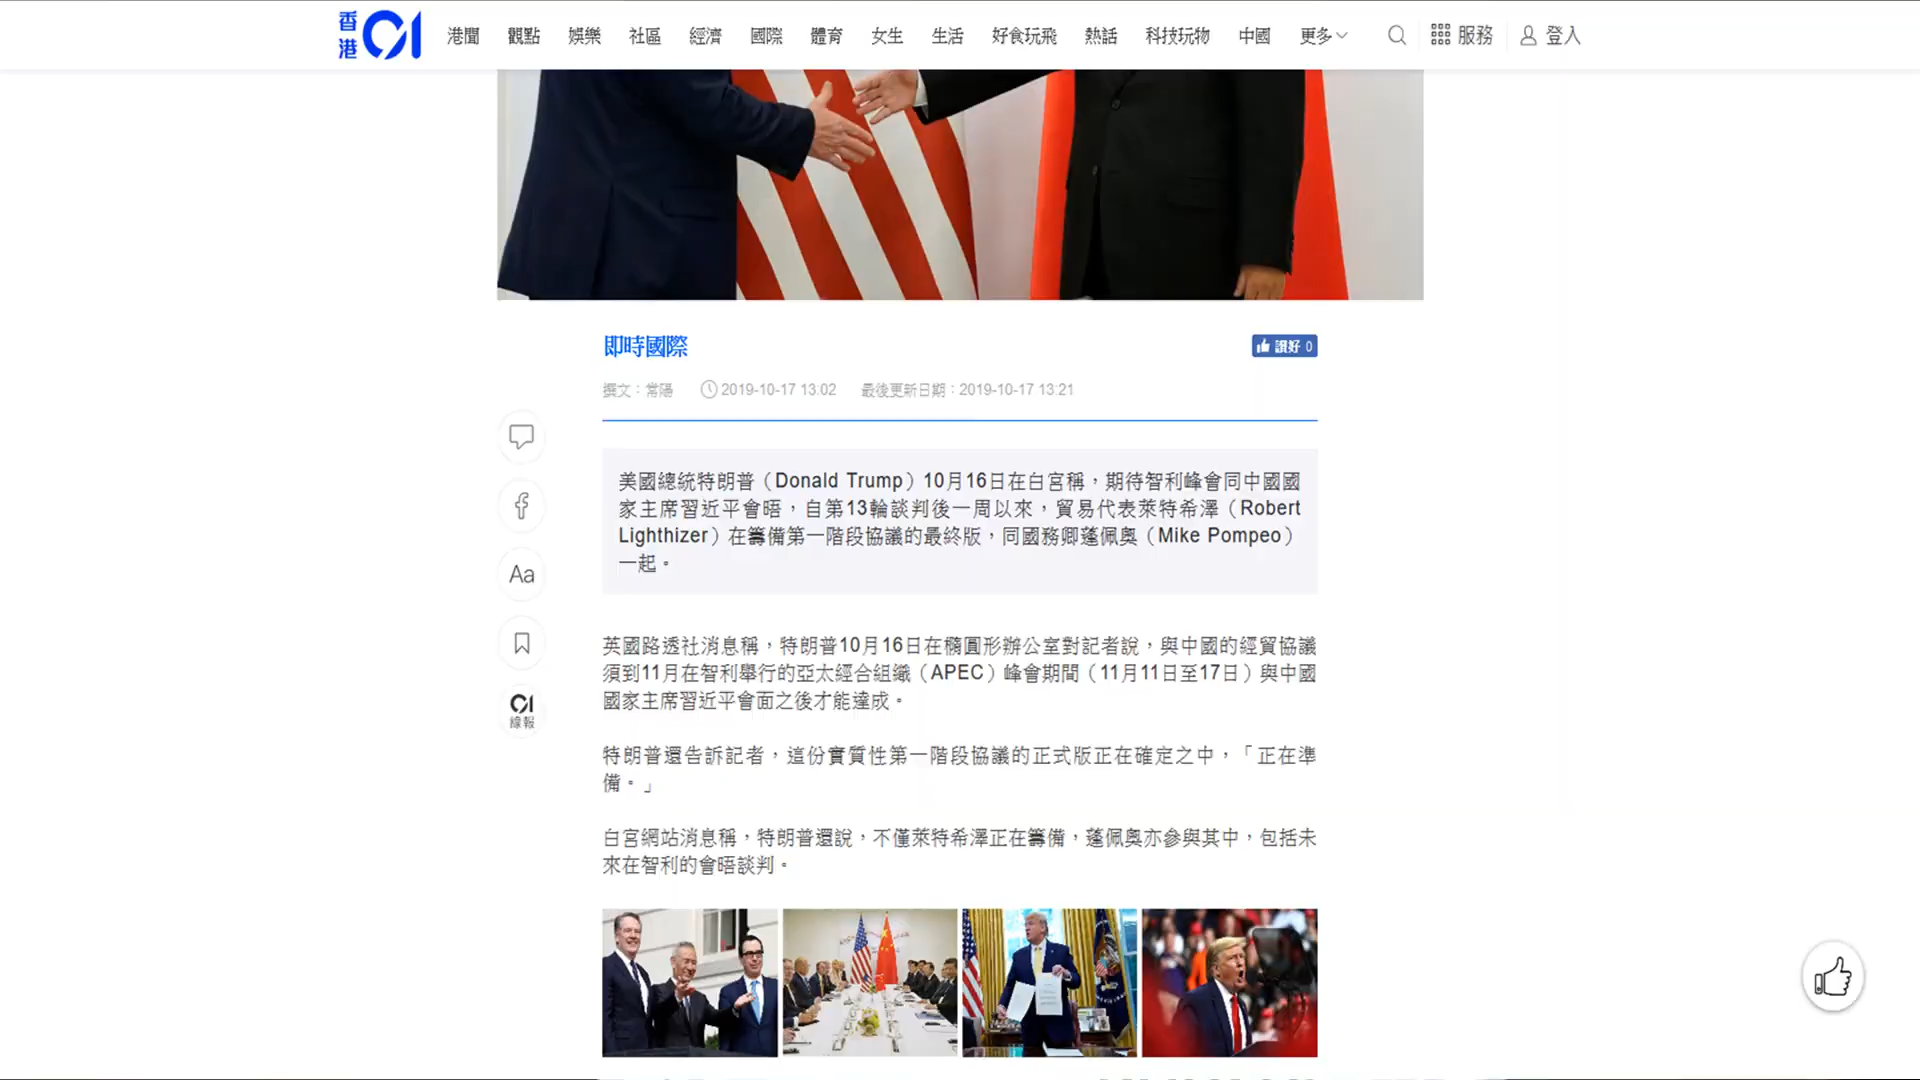 香港01 港聞 觀點 娛樂 社區 經濟 國際 體育 女生 生活 好食玩飛 熱話 科技玩物 中國 更多 服務 登入
即時國際
讚好 0
撰文：常陽 2019-10-17 13:02 最後更新日期：2019-10-17 13:21
美國總統特朗普（Donald Trump）10月16日在白宮稱，期待智利峰會同中國國
家主席習近平會晤，自第13輪談判後一周以來，貿易代表萊特希澤（Robert
Lighthizer）在籌備第一階段協議的最終版，同國務卿蓬佩奧（Mike Pompeo）
一起。
Aa
01
線報
英國路透社消息稱，特朗普10月16日在橢圓形辦公室對記者說，與中國的經貿協議
須到11月在智利舉行的亞太經合組織（APEC）峰會期間（11月11日至17日）與中國
國家主席習近平會面之後才能達成。
特朗普還告訴記者，這份實質性第一階段協議的正式版正在確定之中，「正在準
備。」
白宮網站消息稱，特朗普還說，不僅萊特希澤正在籌備，蓬佩奧亦參與其中，包括未
來在智利的會晤談判。